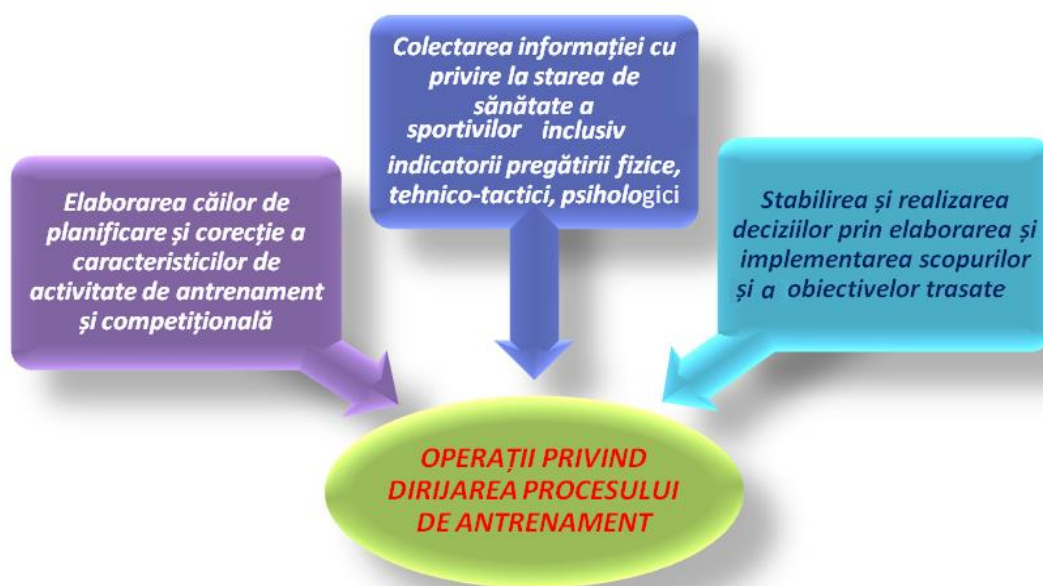 Colectarea informației cu
privire la starea de
sănătate a
sportivilor inclusiv
indicatorii pregătirii fizice,
tehnico-tactici, psihologici
Elaborarea căilor de
planificare și corecție a
caracteristicilor de
activitate de antrenament
și competițională
Stabilirea și realizarea
deciziilor prin elaborarea și
implementarea scopurilor
și a obiectivelor trasate
OPERAȚII PRIVIND
DIRIJAREA PROCESULUI
DE ANTRENAMENT